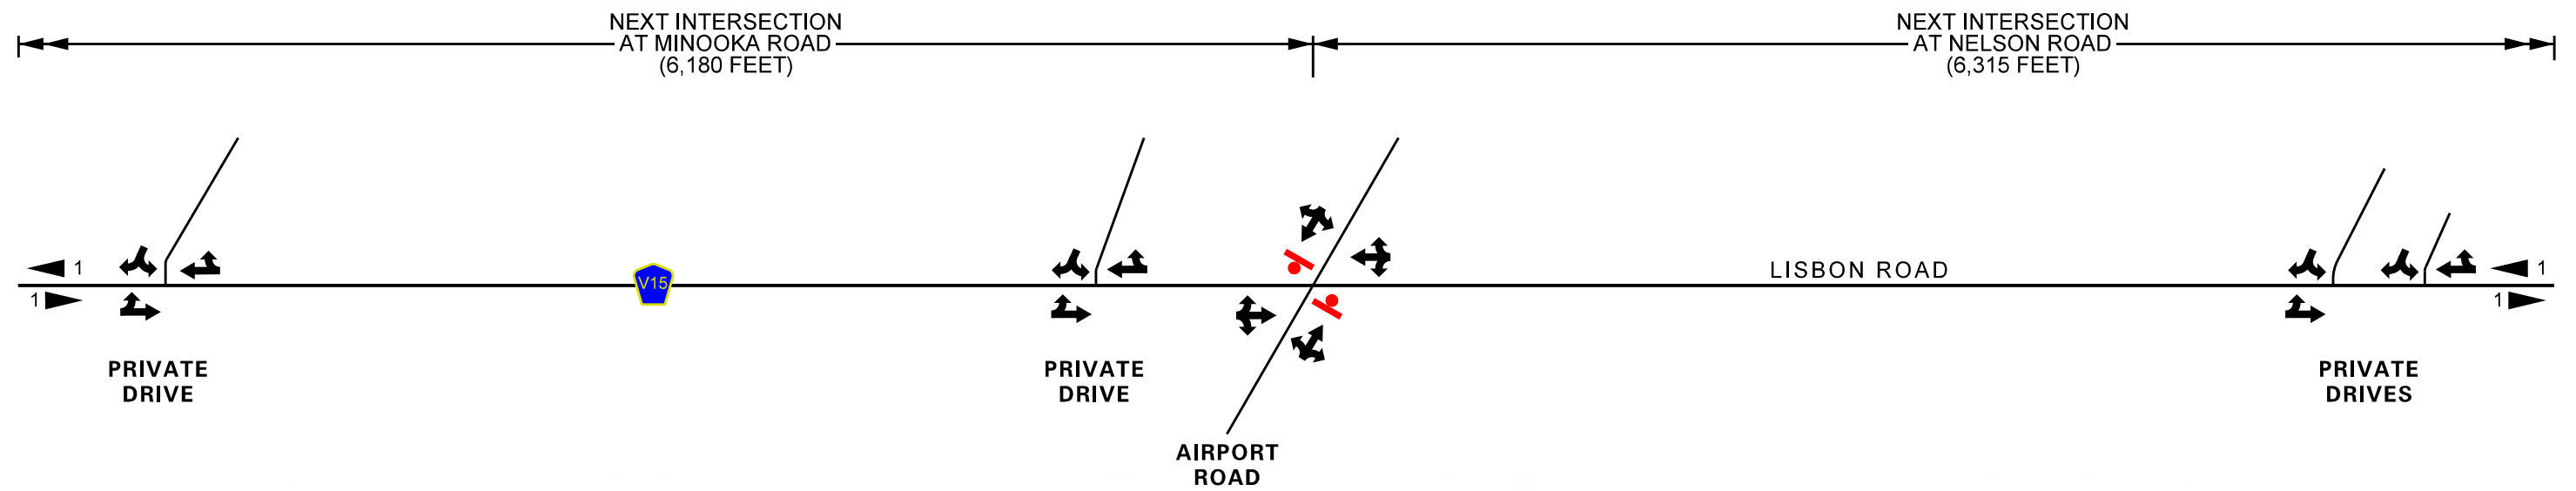 NEXT INTERSECTION
AT MINOOKA ROAD
(6,180 FEET)
NEXT INTERSECTION
AT NELSON ROAD
(6,315 FEET)
1
1
V15
LISBON ROAD
1
1
PRIVATE
DRIVE
PRIVATE
DRIVE
PRIVATE
DRIVES
AIRPORT
ROAD